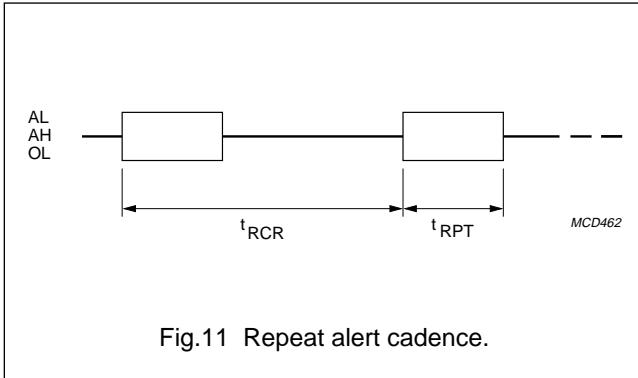 AL
AH
OL
tRCR
tRPT
MCD462
Fig.11 Repeat alert cadence.